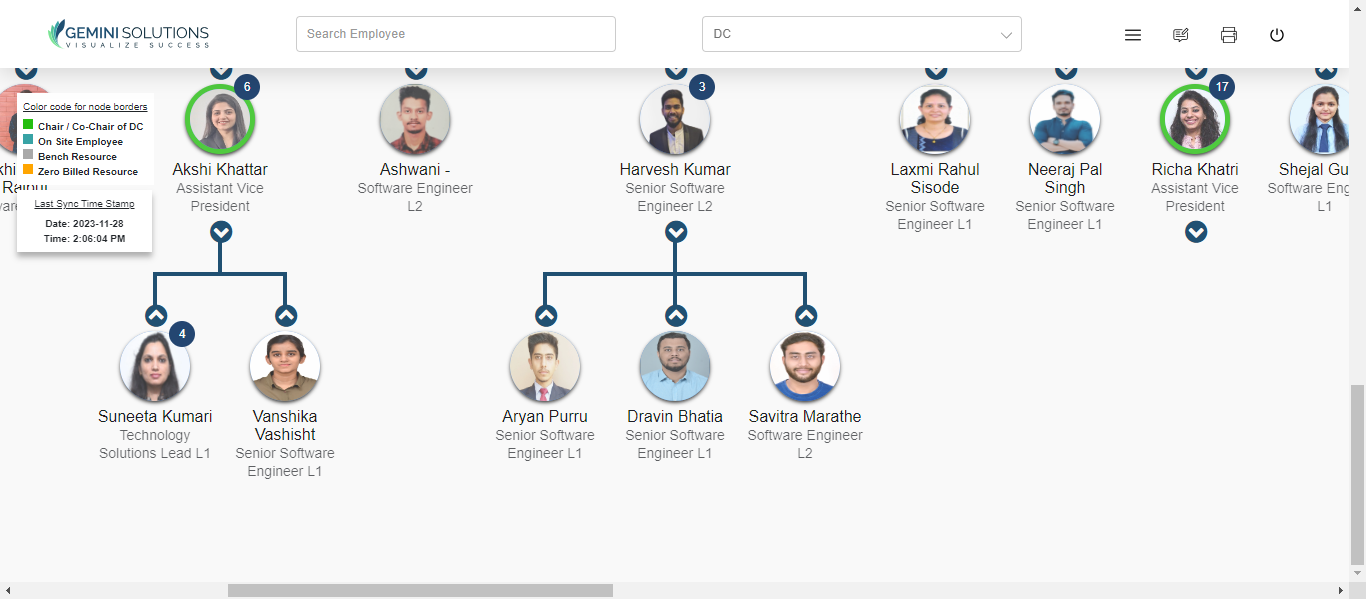 GEMINI SOLUTIONS
VISUALIZE SUCCESS
Search Employee
DC
Color code for node borders
Chair / Co-Chair of DC
On Site Employee
Bench Resource
Zero Billed Resource
Last Sync Time Stamp
Date: 2023-11-28
Time: 2:06:04 PM
6
Akshi Khattar
Assistant Vice
President
Ashwani -
Software Engineer
L2
3
Harvesh Kumar
Senior Software
Engineer L2
Laxmi Rahul
Sisode
Senior Software
Engineer L1
Neeraj Pal
Singh
Senior Software
Engineer L1
17
Richa Khatri
Assistant Vice
President
Shejal Gu
Software Eng
L1
4
Suneeta Kumari
Technology
Solutions Lead L1
Vanshika
Vashisht
Senior Software
Engineer L1
Aryan Purru
Senior Software
Engineer L1
Dravin Bhatia
Senior Software
Engineer L1
Savitra Marathe
Software Engineer
L2